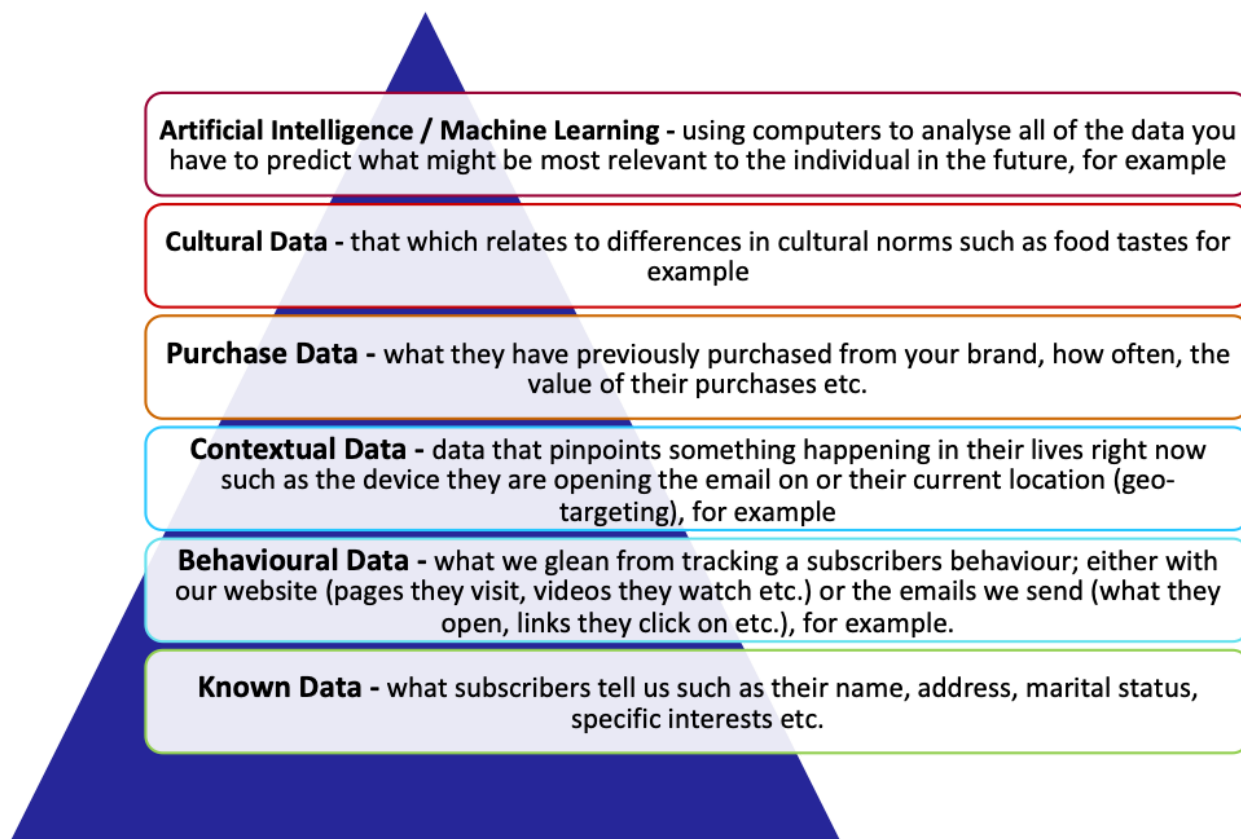 Artificial Intelligence / Machine Learning - using computers to analyse all of the data you
have to predict what might be most relevant to the individual in the future, for example
Cultural Data - that which relates to differences in cultural norms such as food tastes for
example
Purchase Data - what they have previously purchased from your brand, how often, the
value of their purchases etc.
Contextual Data - data that pinpoints something happening in their lives right now
such as the device they are opening the email on or their current location (geo-
targeting), for example
Behavioural Data - what we glean from tracking a subscribers behaviour; either with
our website (pages they visit, videos they watch etc.) or the emails we send (what they
open, links they click on etc.), for example.
Known Data - what subscribers tell us such as their name, address, marital status,
specific interests etc.